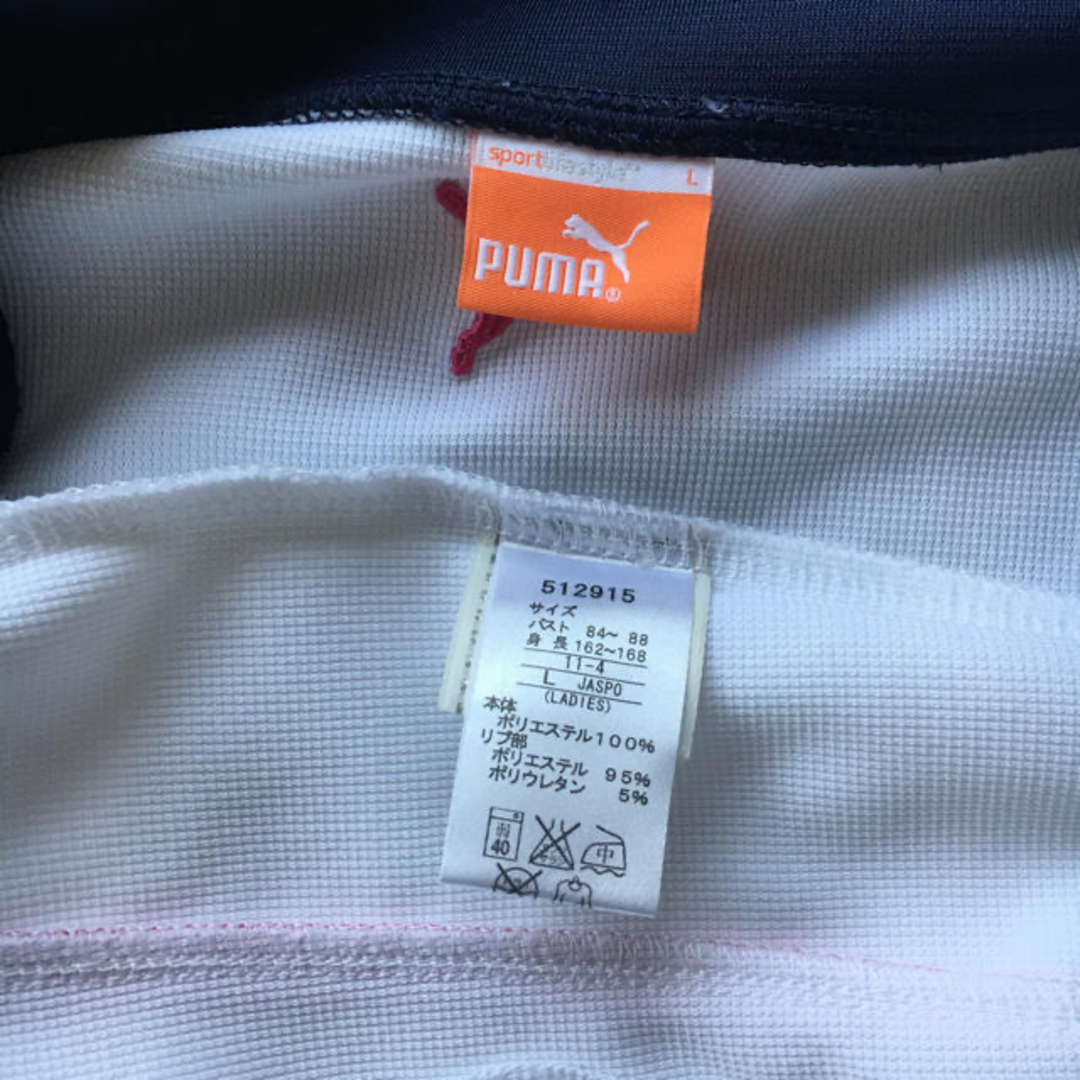 sportlifestyle
L
PUMA®
512915
サイズ
バスト 84~ 88
身 長 162~168
11-4
L JASPO
(LADIES)
本体
ポリエステル100%
リブ部
ポリエステル 95%
ポリウレタン 5%
弱 中
40